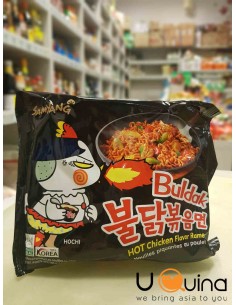 SAMYANG
Buldak
불닭볶음면
HOT Chicken Flavor Ramen
HOCHI
KOREA
UQuina
we bring asia to you